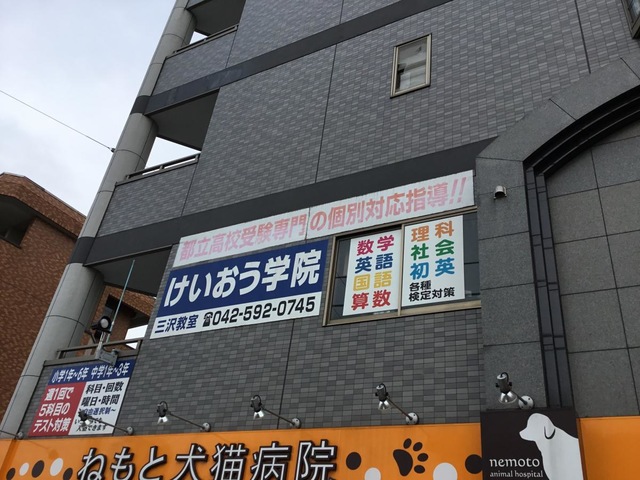 都立高校受験専門の個別対応指導!!
けいおう学院
三沢教室 ☎042-592-0745
数学
英語
国語
算数
理科
社会
初英
各種
検定対策
小学1年~6年 中学1年~3年
週1回で
5科目の
テスト対策
科目・回数
曜日・時間
ねもと犬猫病院
nemoto
animal hospital